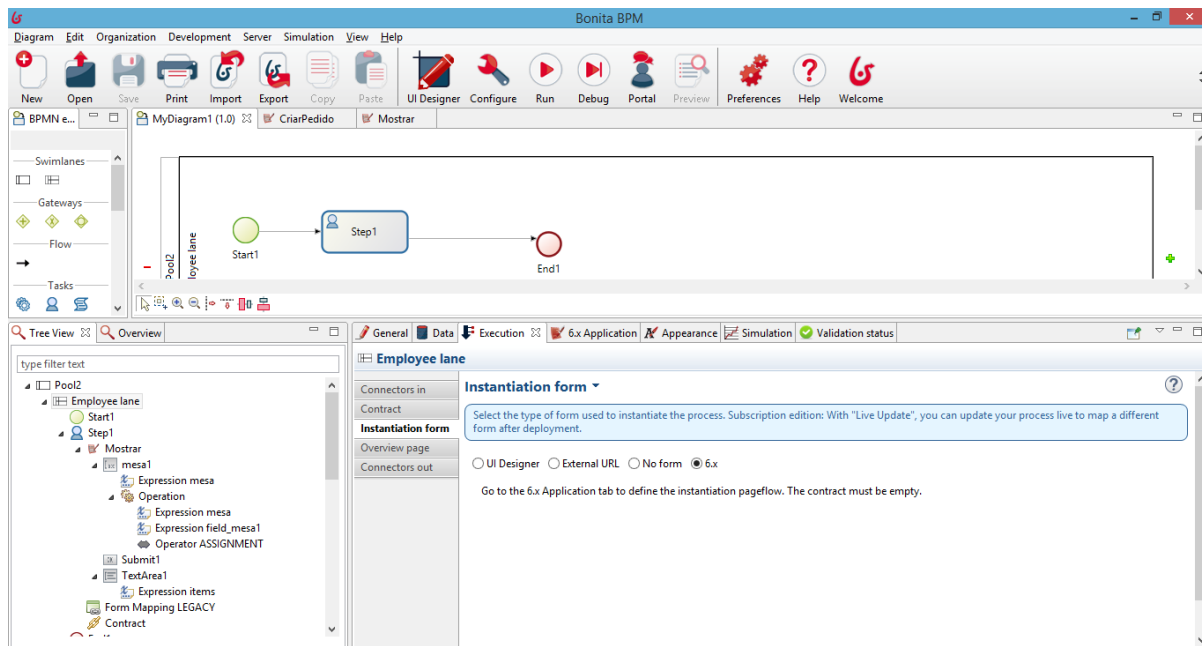 Bonita BPM
Diagram Edit Organization Development Server Simulation View Help
New Open Save Print Import Export Copy Paste UI Designer Configure Run Debug Portal Preview Preferences Help Welcome
BPMN e... MyDiagram1 (1.0) CriarPedido Mostrar
Swimlanes
Gateways
Flow
Tasks
Pool2
loyee lane
Start1
Step1
End1
Tree View Overview
type filter text
Pool2
Employee lane
Start1
Step1
Mostrar
mesa1
Expression mesa
Operation
Expression mesa
Expression field_mesa1
Operator ASSIGNMENT
Submit1
TextArea1
Expression items
Form Mapping LEGACY
Contract
General Data Execution 6.x Application Appearance Simulation Validation status
Employee lane
Connectors in
Contract
Instantiation form
Overview page
Connectors out
Instantiation form
Select the type of form used to instantiate the process. Subscription edition: With "Live Update", you can update your process live to map a different
form after deployment.
UI Designer External URL No form 6.x
Go to the 6.x Application tab to define the instantiation pageflow. The contract must be empty.